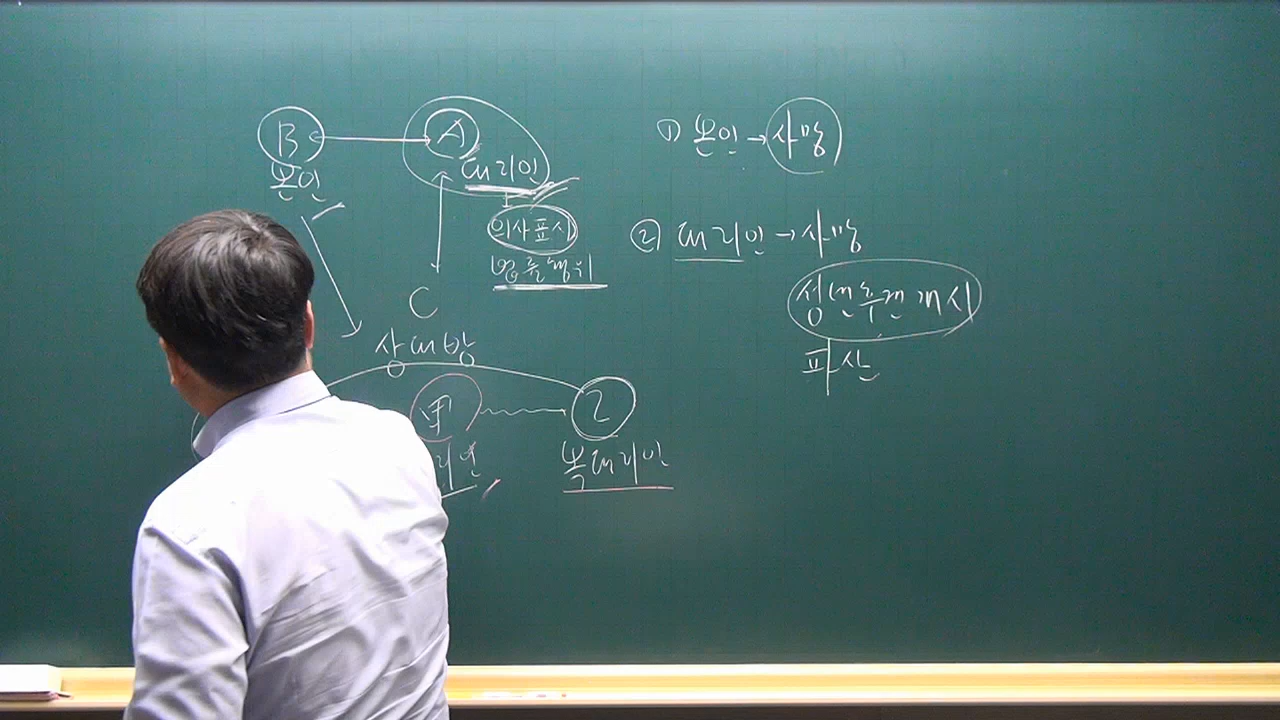 B A
본인 대리인
의사표시
법률행위
C
상대방
甲 乙
리인 복대리인
① 본인→사망
② 대리인→사망
성년후견개시
파산